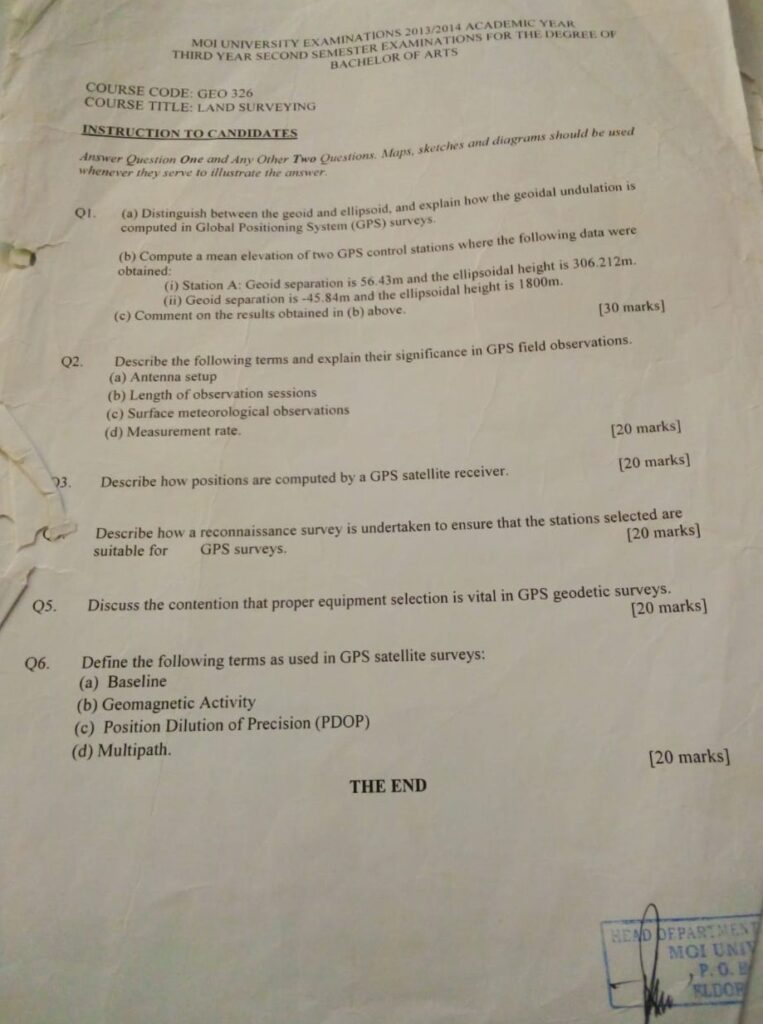 MOI UNIVERSITY EXAMINATIONS 2013/2014 ACADEMIC YEAR
THIRD YEAR SECOND SEMESTER EXAMINATIONS FOR THE DEGREE OF
BACHELOR OF ARTS
COURSE CODE: GEO 326
COURSE TITLE: LAND SURVEYING
INSTRUCTION TO CANDIDATES
Answer Question One and Any Other Two Questions. Maps, sketches and diagrams should be used
whenever they serve to illustrate the answer.
Q1. (a) Distinguish between the geoid and ellipsoid, and explain how the geoidal undulation is
computed in Global Positioning System (GPS) surveys.
(b) Compute a mean elevation of two GPS control stations where the following data were
obtained:
(i) Station A: Geoid separation is 56.43m and the ellipsoidal height is 306.212m.
(ii) Geoid separation is -45.84m and the ellipsoidal height is 1800m.
(c) Comment on the results obtained in (b) above. [30 marks]
Q2. Describe the following terms and explain their significance in GPS field observations.
(a) Antenna setup
(b) Length of observation sessions
(c) Surface meteorological observations
(d) Measurement rate. [20 marks]
3. Describe how positions are computed by a GPS satellite receiver. [20 marks]
Describe how a reconnaissance survey is undertaken to ensure that the stations selected are
suitable for GPS surveys. [20 marks]
Q5. Discuss the contention that proper equipment selection is vital in GPS geodetic surveys.
[20 marks]
Q6. Define the following terms as used in GPS satellite surveys:
(a) Baseline
(b) Geomagnetic Activity
(c) Position Dilution of Precision (PDOP)
(d) Multipath.
[20 marks]
THE END
HEAD DEPARTMENT
MOI UNIV
P. O. B
ELDOR